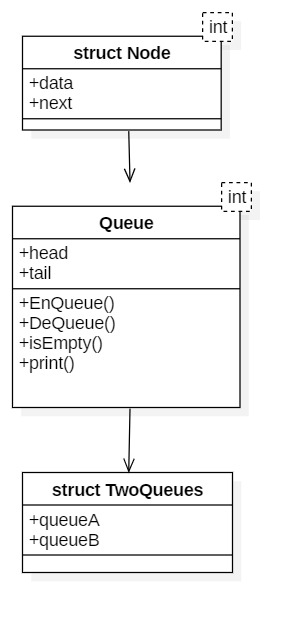 int
struct Node
+data
+next
int
Queue
+head
+tail
+EnQueue()
+DeQueue()
+isEmpty()
+print()
struct TwoQueues
+queueA
+queueB